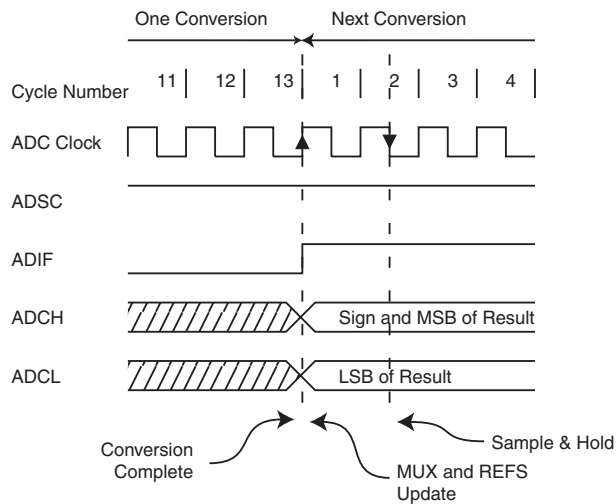 One Conversion Next Conversion
Cycle Number 11 12 13 1 2 3 4
ADC Clock
ADSC
ADIF
ADCH Sign and MSB of Result
ADCL LSB of Result
Conversion
Complete
MUX and REFS
Update
Sample & Hold